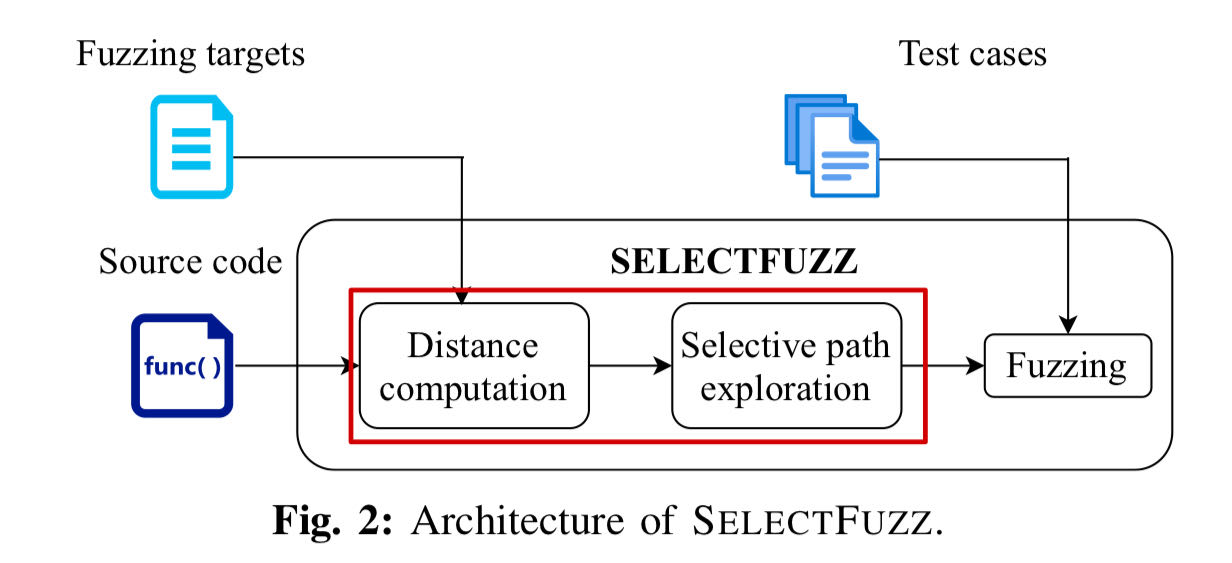 Fuzzing targets
Test cases
Source code
SELECTFUZZ
func()
Distance
computation
Selective path
exploration
Fuzzing
Fig. 2: Architecture of SELECTFUZZ.